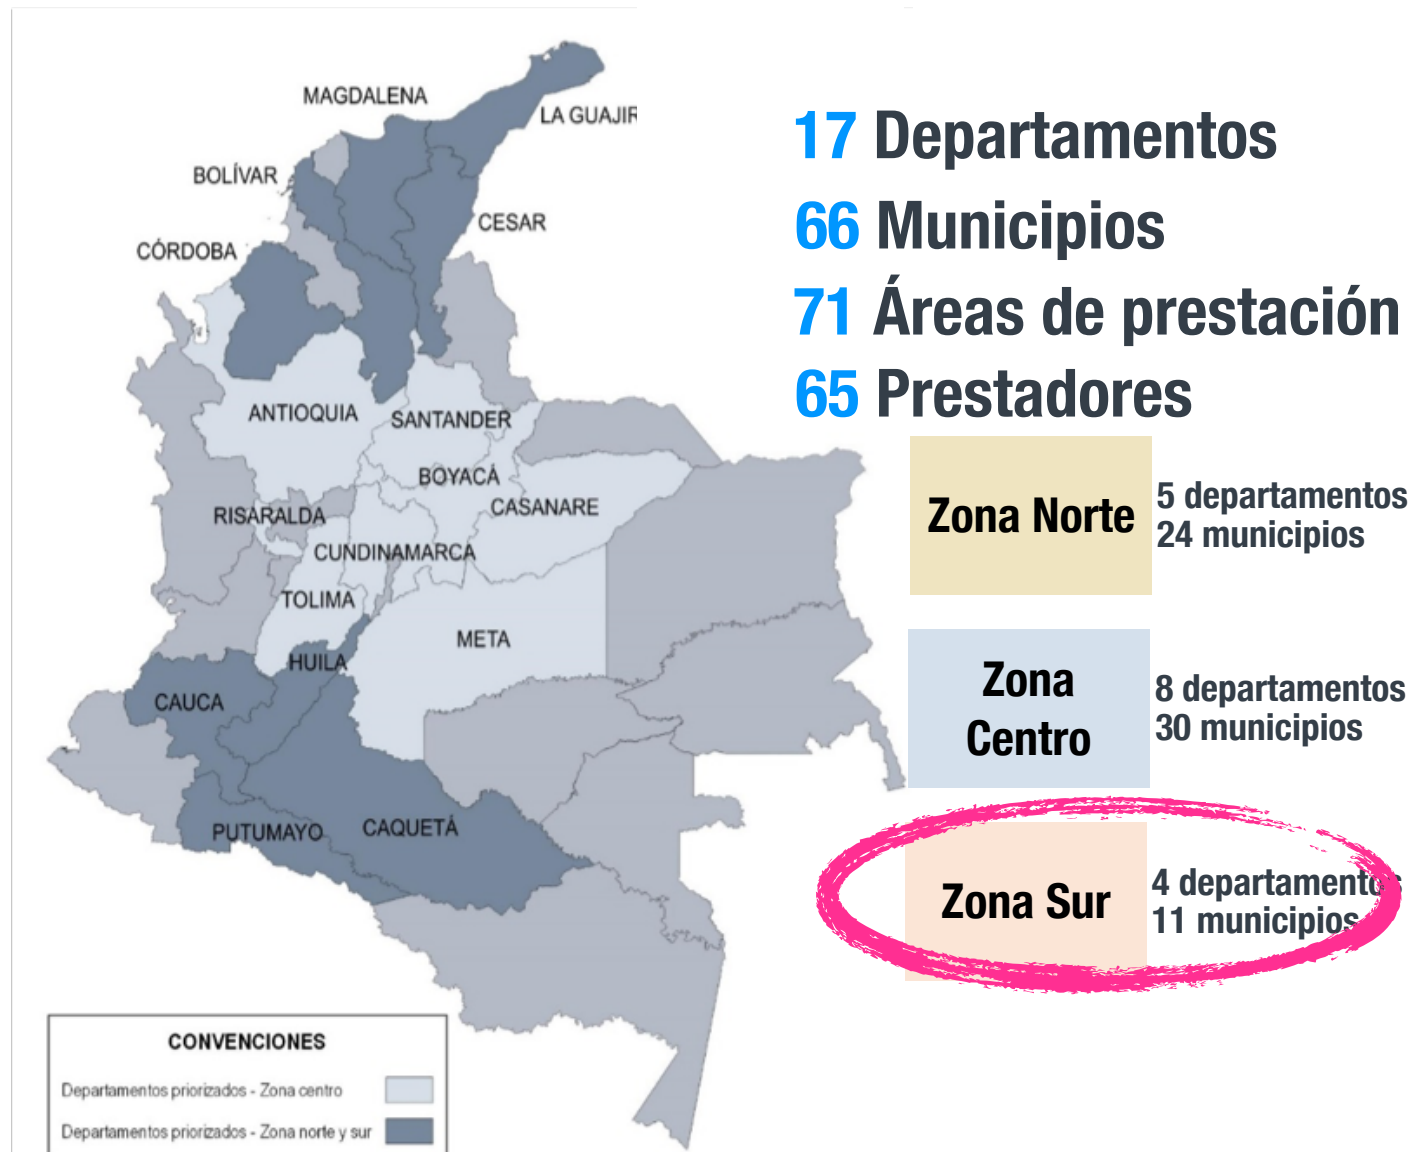 MAGDALENA
LA GUAJIR
BOLÍVAR
CESAR
CÓRDOBA
ANTIOQUIA
SANTANDER
BOYACÁ
CASANARE
RISARALDA
CUNDINAMARCA
TOLIMA
META
HUILA
CAUCA
PUTUMAYO
CAQUETÁ
CONVENCIONES
Departamentos priorizados - Zona centro
Departamentos priorizados - Zona norte y sur
17 Departamentos
66 Municipios
71 Áreas de prestación
65 Prestadores
Zona Norte
5 departamentos
24 municipios
Zona
Centro
8 departamentos
30 municipios
Zona Sur
4 departamentos
11 municipios